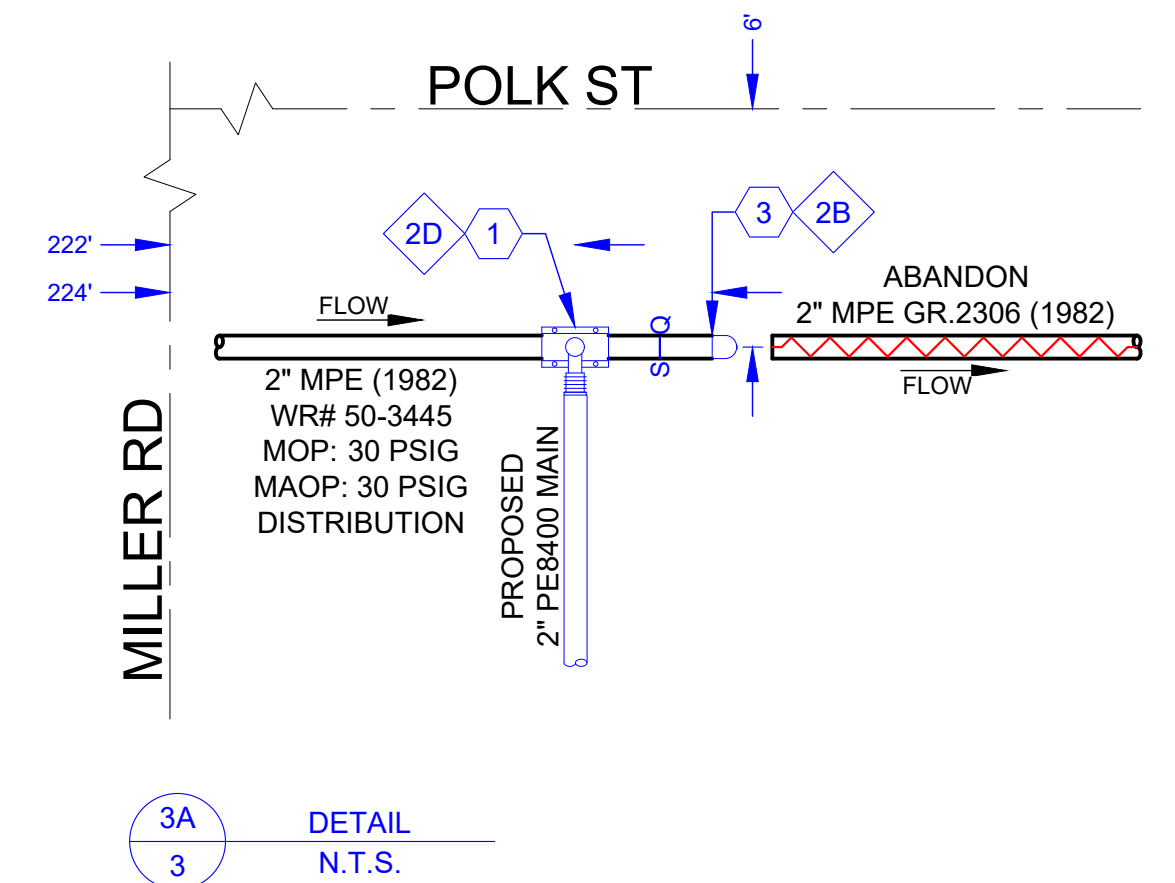 6'
POLK ST
2D
1
3
2B
222'
224'
ABANDON
2" MPE GR.2306 (1982)
FLOW
SQ
FLOW
2" MPE (1982)
WR# 50-3445
MOP: 30 PSIG
MAOP: 30 PSIG
DISTRIBUTION
MILLER RD
PROPOSED
2" PE8400 MAIN
3A
3
DETAIL
N.T.S.